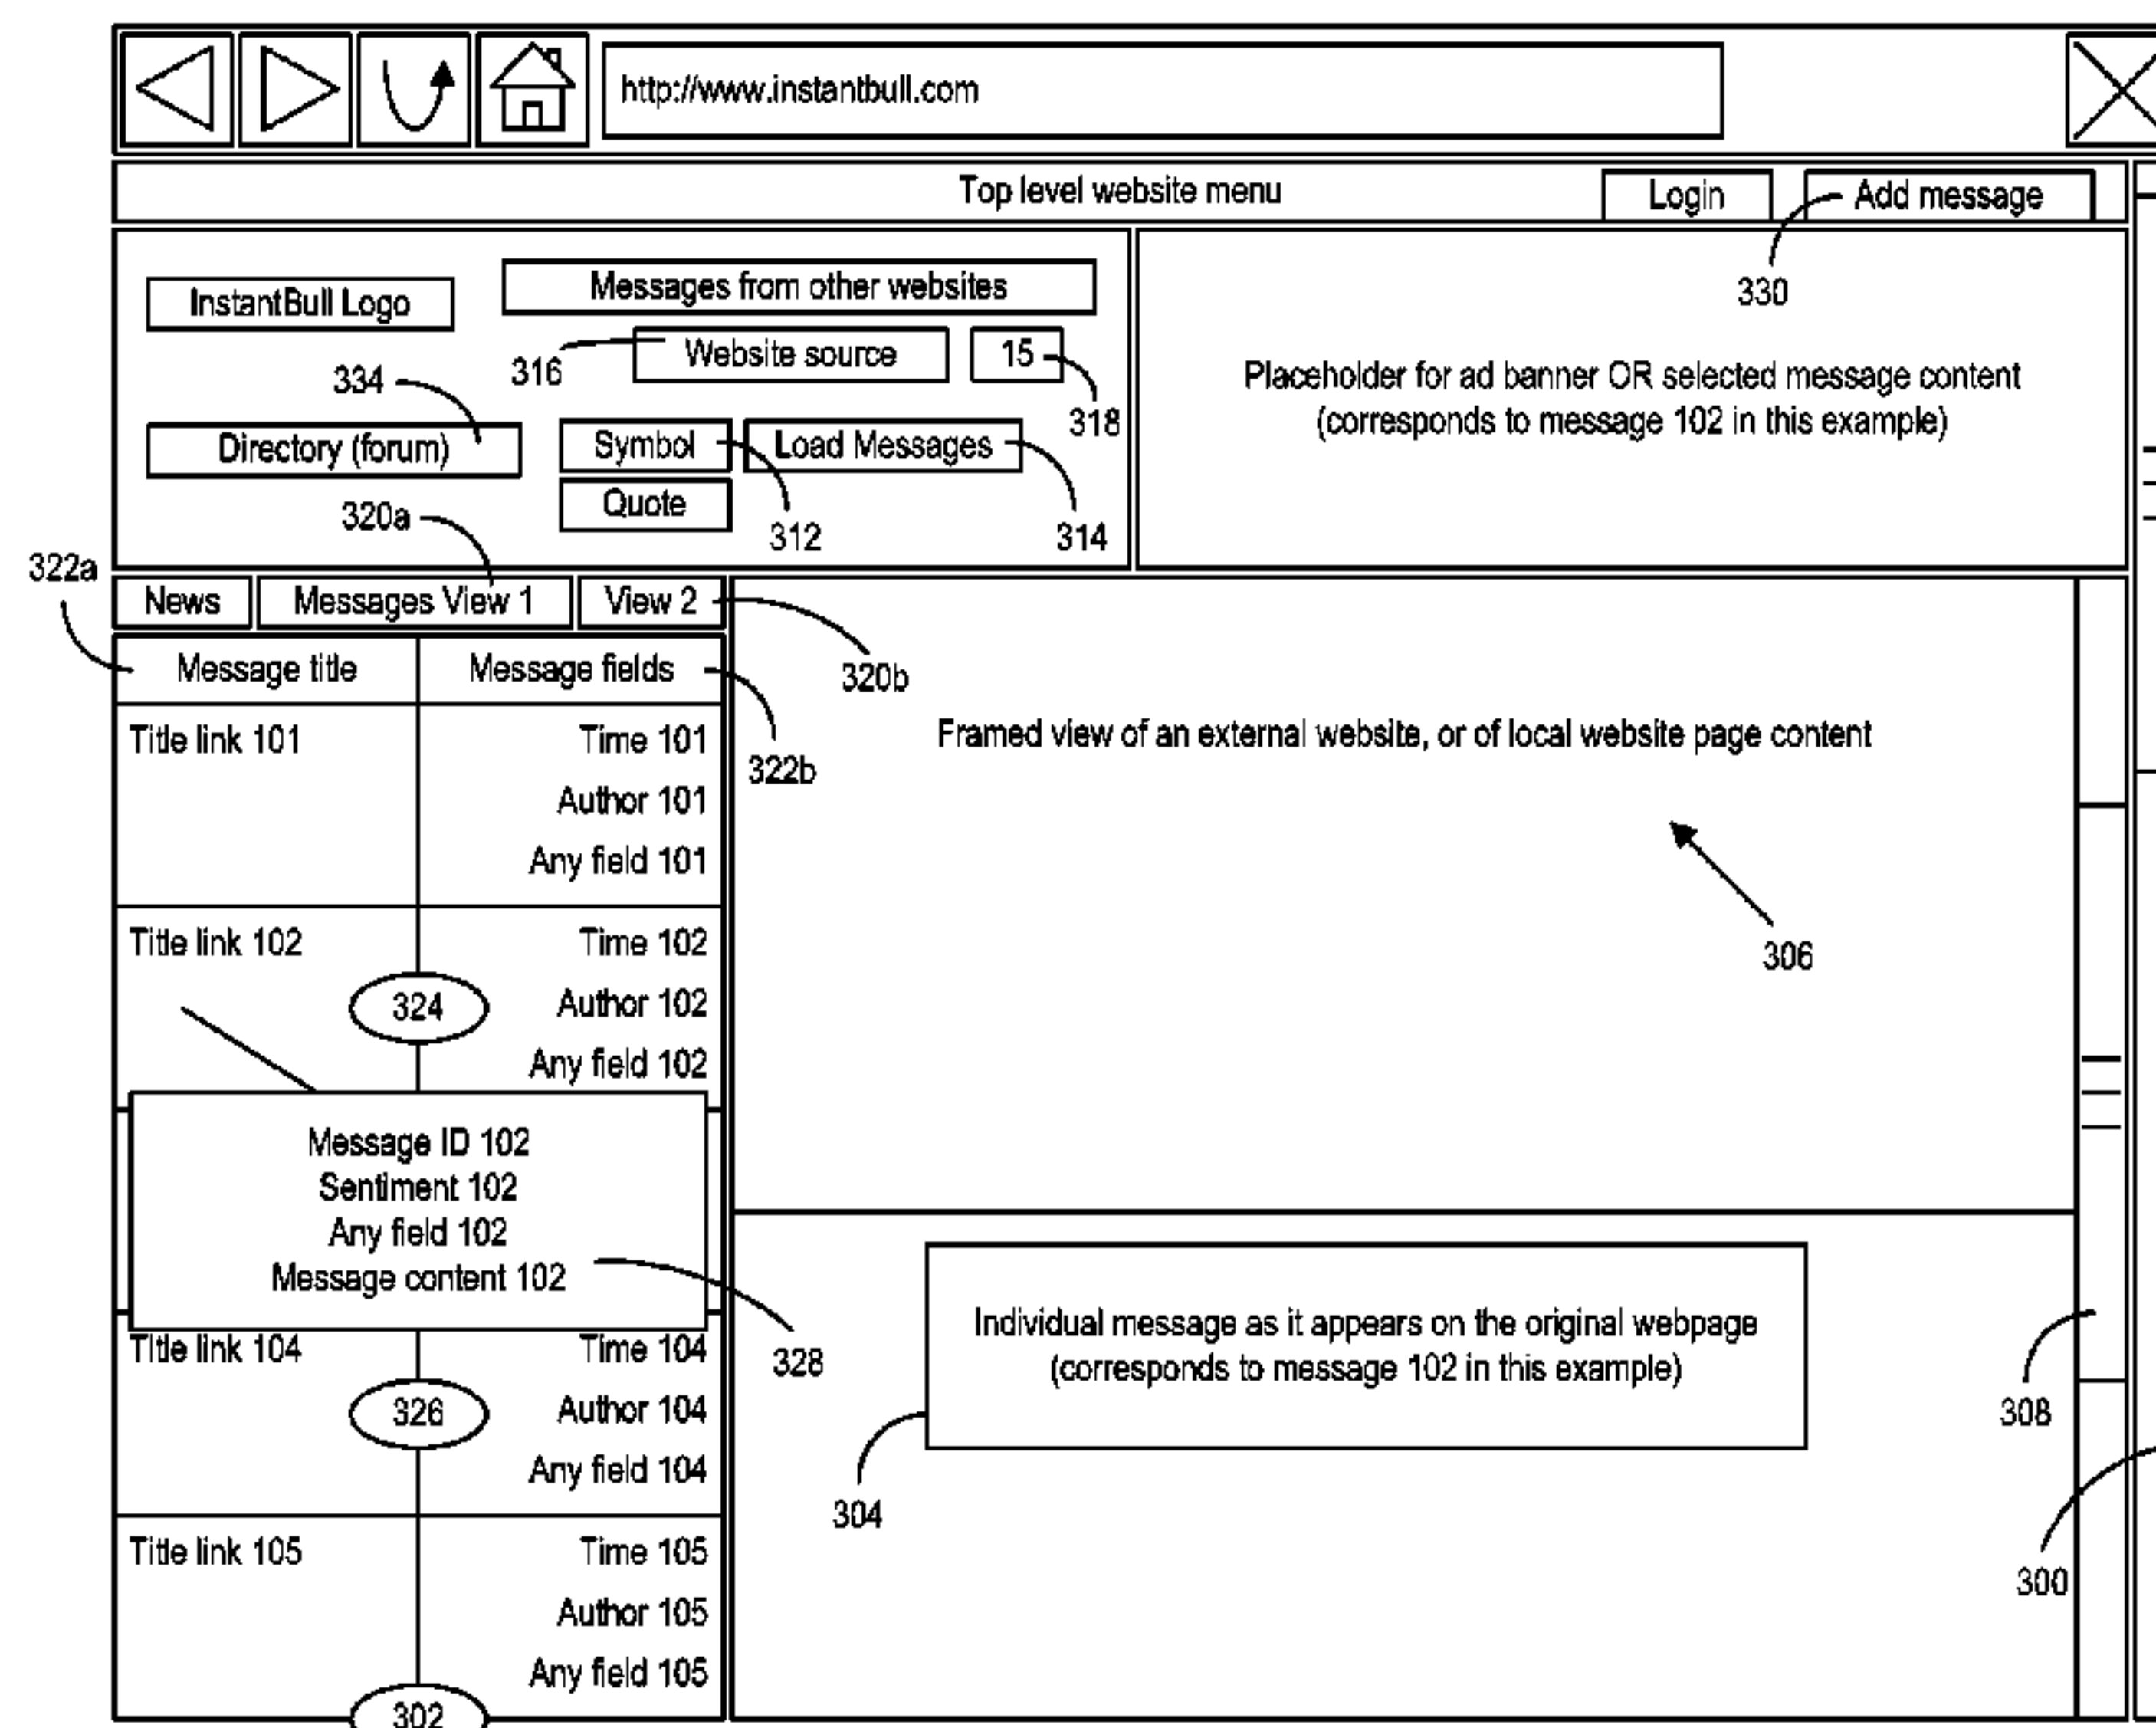 http://www.instantbull.com
Top level website menu
Login
Add message
330
InstantBull Logo
Messages from other websites
316
Website source
15
318
334
Directory (forum)
Symbol
Load Messages
Quote
312
314
320a
Placeholder for ad banner OR selected message content
(corresponds to message 102 in this example)
322a
News
Messages View 1
View 2
320b
Message title
Message fields
322b
Title link 101
Time 101
Author 101
Any field 101
Title link 102
Time 102
324
Author 102
Any field 102
Message ID 102
Sentiment 102
Any field 102
Message content 102
328
Title link 104
Time 104
326
Author 104
Any field 104
Title link 105
Time 105
Author 105
Any field 105
302
Framed view of an external website, or of local website page content
306
Individual message as it appears on the original webpage
(corresponds to message 102 in this example)
304
308
300